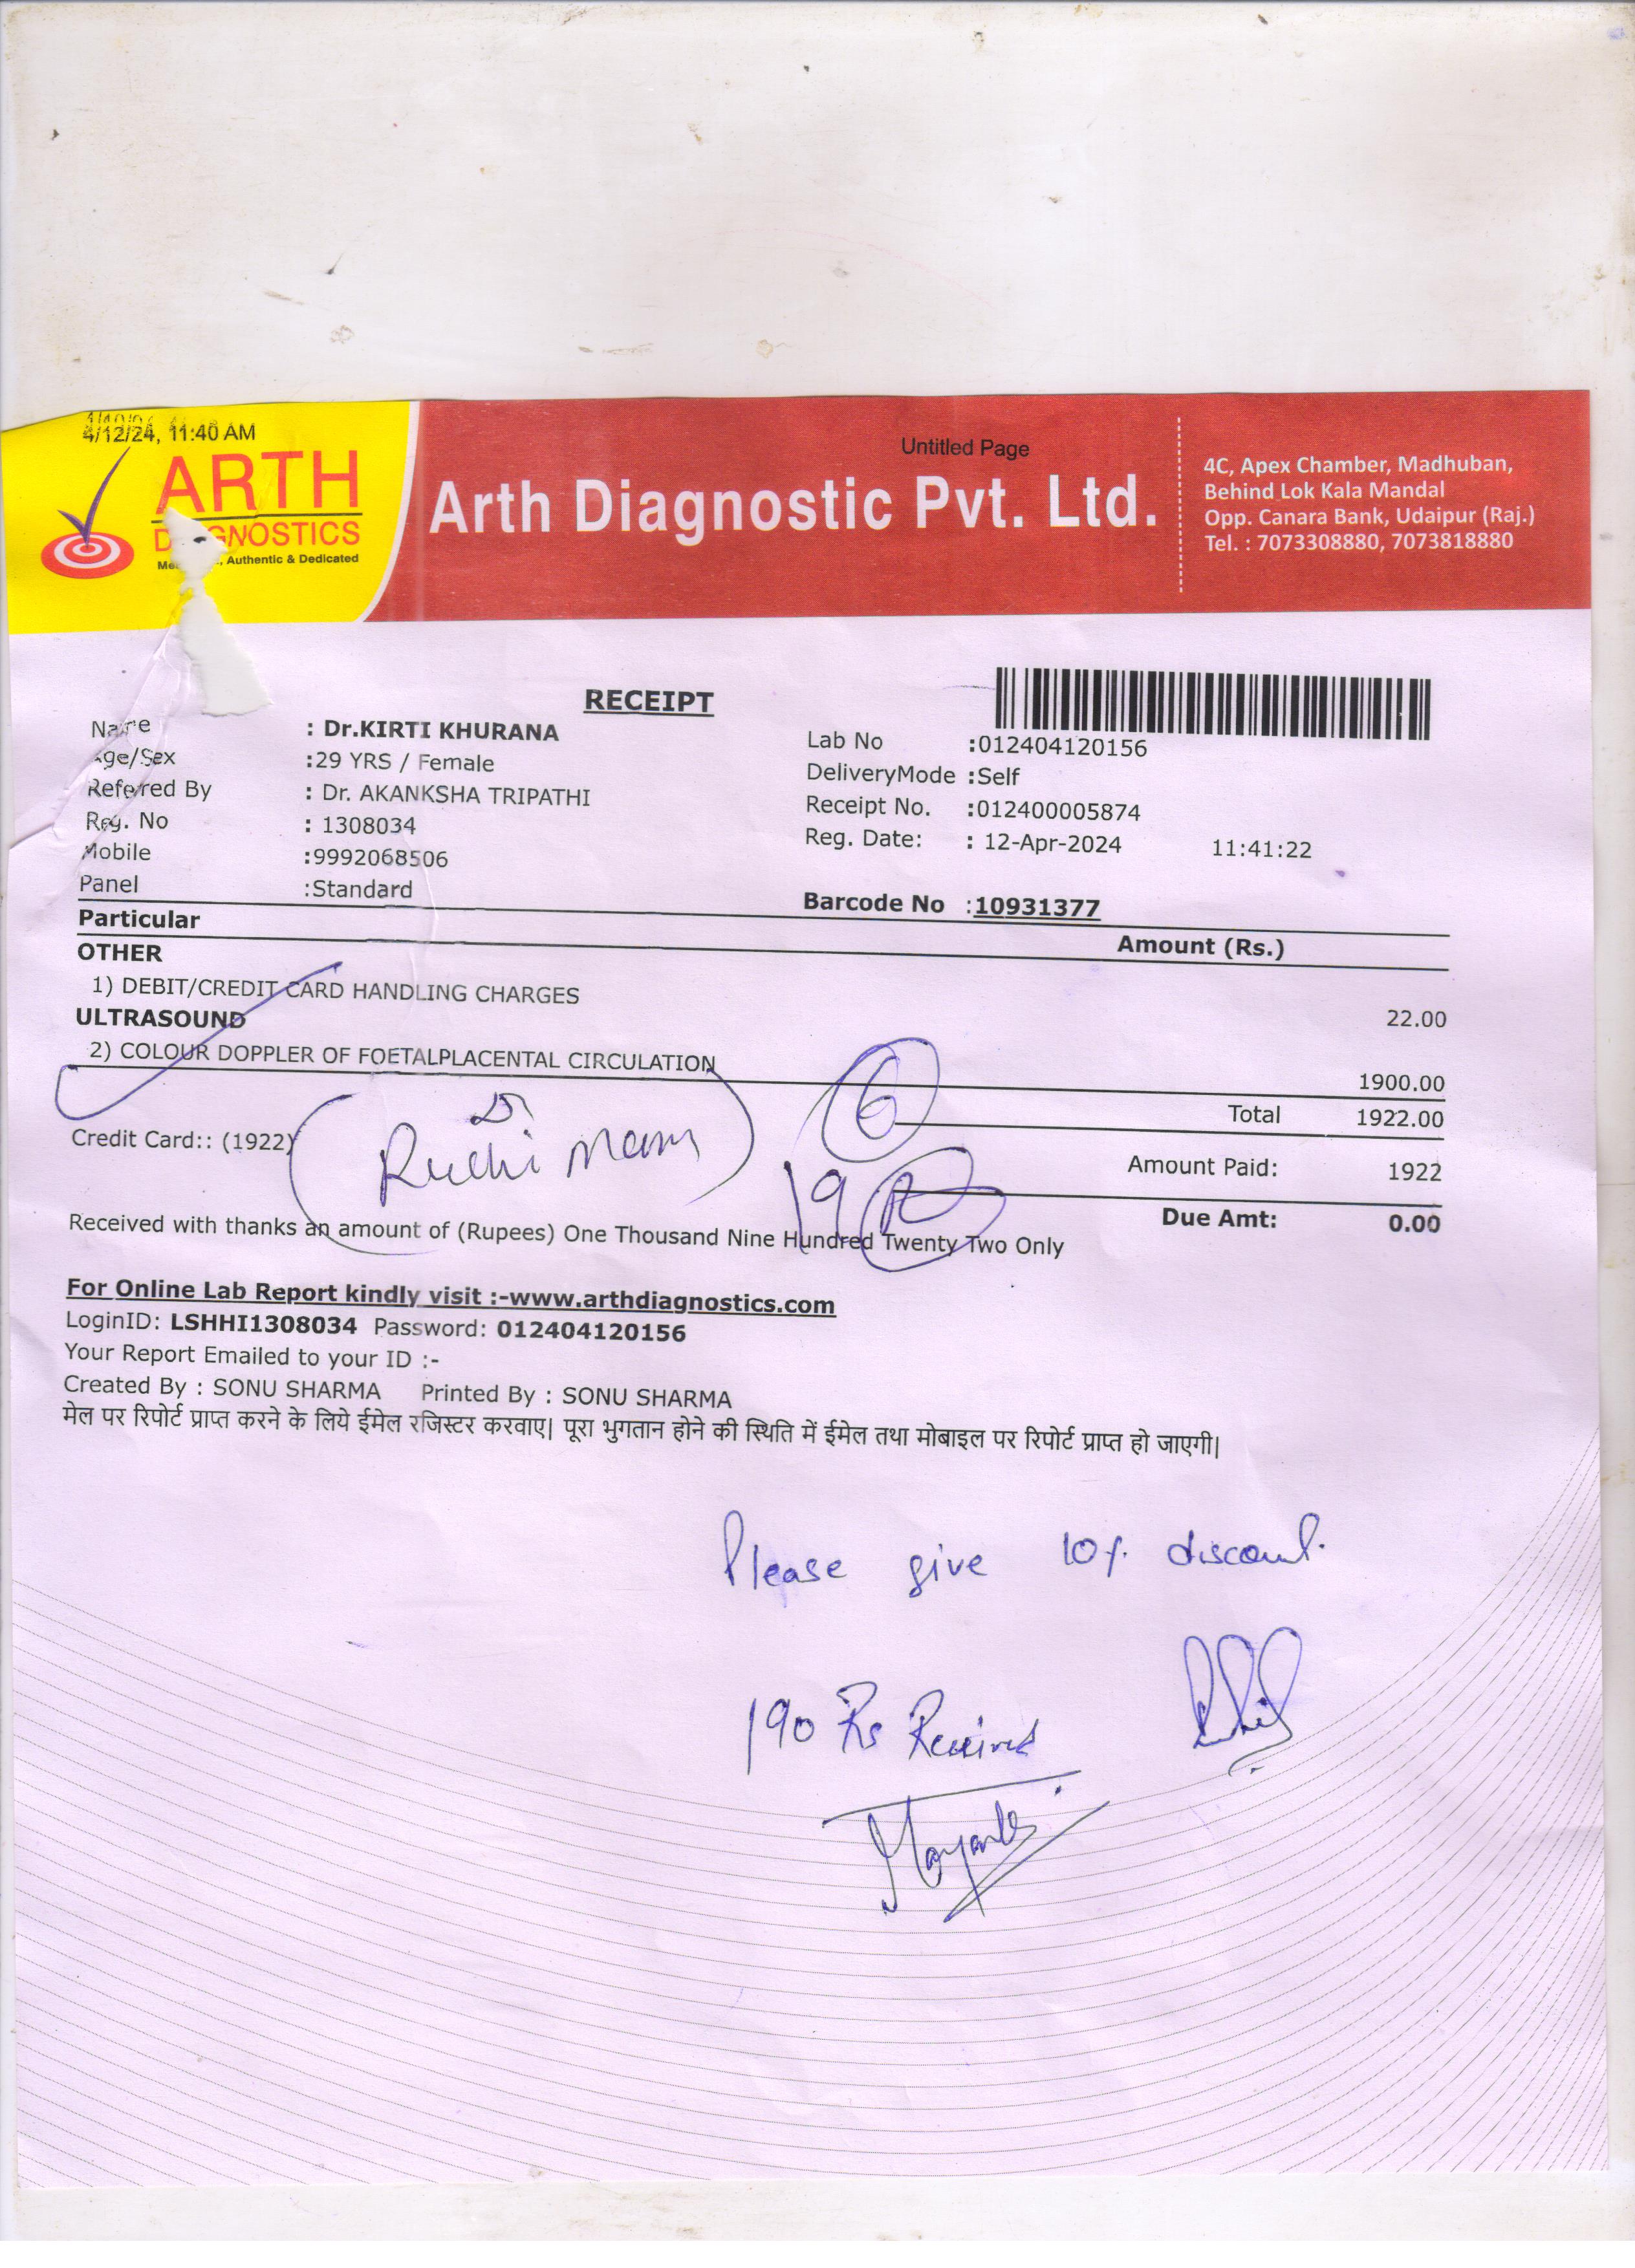 4/12/24, 11:40 AM
Untitled Page
ARTH
DIAGNOSTICS
Authentic & Dedicated
Arth Diagnostic Pvt. Ltd.
4C, Apex Chamber, Madhuban,
Behind Lok Kala Mandal
Opp. Canara Bank, Udaipur (Raj.)
Tel. : 7073308880, 7073818880
RECEIPT
Name : Dr.KIRTI KHURANA
Age/Sex :29 YRS / Female
Referred By : Dr. AKANKSHA TRIPATHI
Reg. No : 1308034
Mobile :9992068506
Panel :Standard
Lab No :012404120156
DeliveryMode :Self
Receipt No. :012400005874
Reg. Date: : 12-Apr-2024 11:41:22
Barcode No :10931377
Particular Amount (Rs.)
OTHER
1) DEBIT/CREDIT CARD HANDLING CHARGES 22.00
ULTRASOUND
2) COLOUR DOPPLER OF FOETALPLACENTAL CIRCULATION 1900.00
Total 1922.00
Credit Card:: (1922)
Amount Paid: 1922
Due Amt: 0.00
Dr
Ruchi Mam
6
19
Received with thanks an amount of (Rupees) One Thousand Nine Hundred Twenty Two Only
For Online Lab Report kindly visit :-www.arthdiagnostics.com
LoginID: LSHHI1308034 Password: 012404120156
Your Report Emailed to your ID :-
Created By : SONU SHARMA Printed By : SONU SHARMA
मेल पर रिपोर्ट प्राप्त करने के लिये ईमेल रजिस्टर करवाए| पूरा भुगतान होने की स्थिति में ईमेल तथा मोबाइल पर रिपोर्ट प्राप्त हो जाएगी|
Please give 10% discount.
190 Rs Received
Mayank